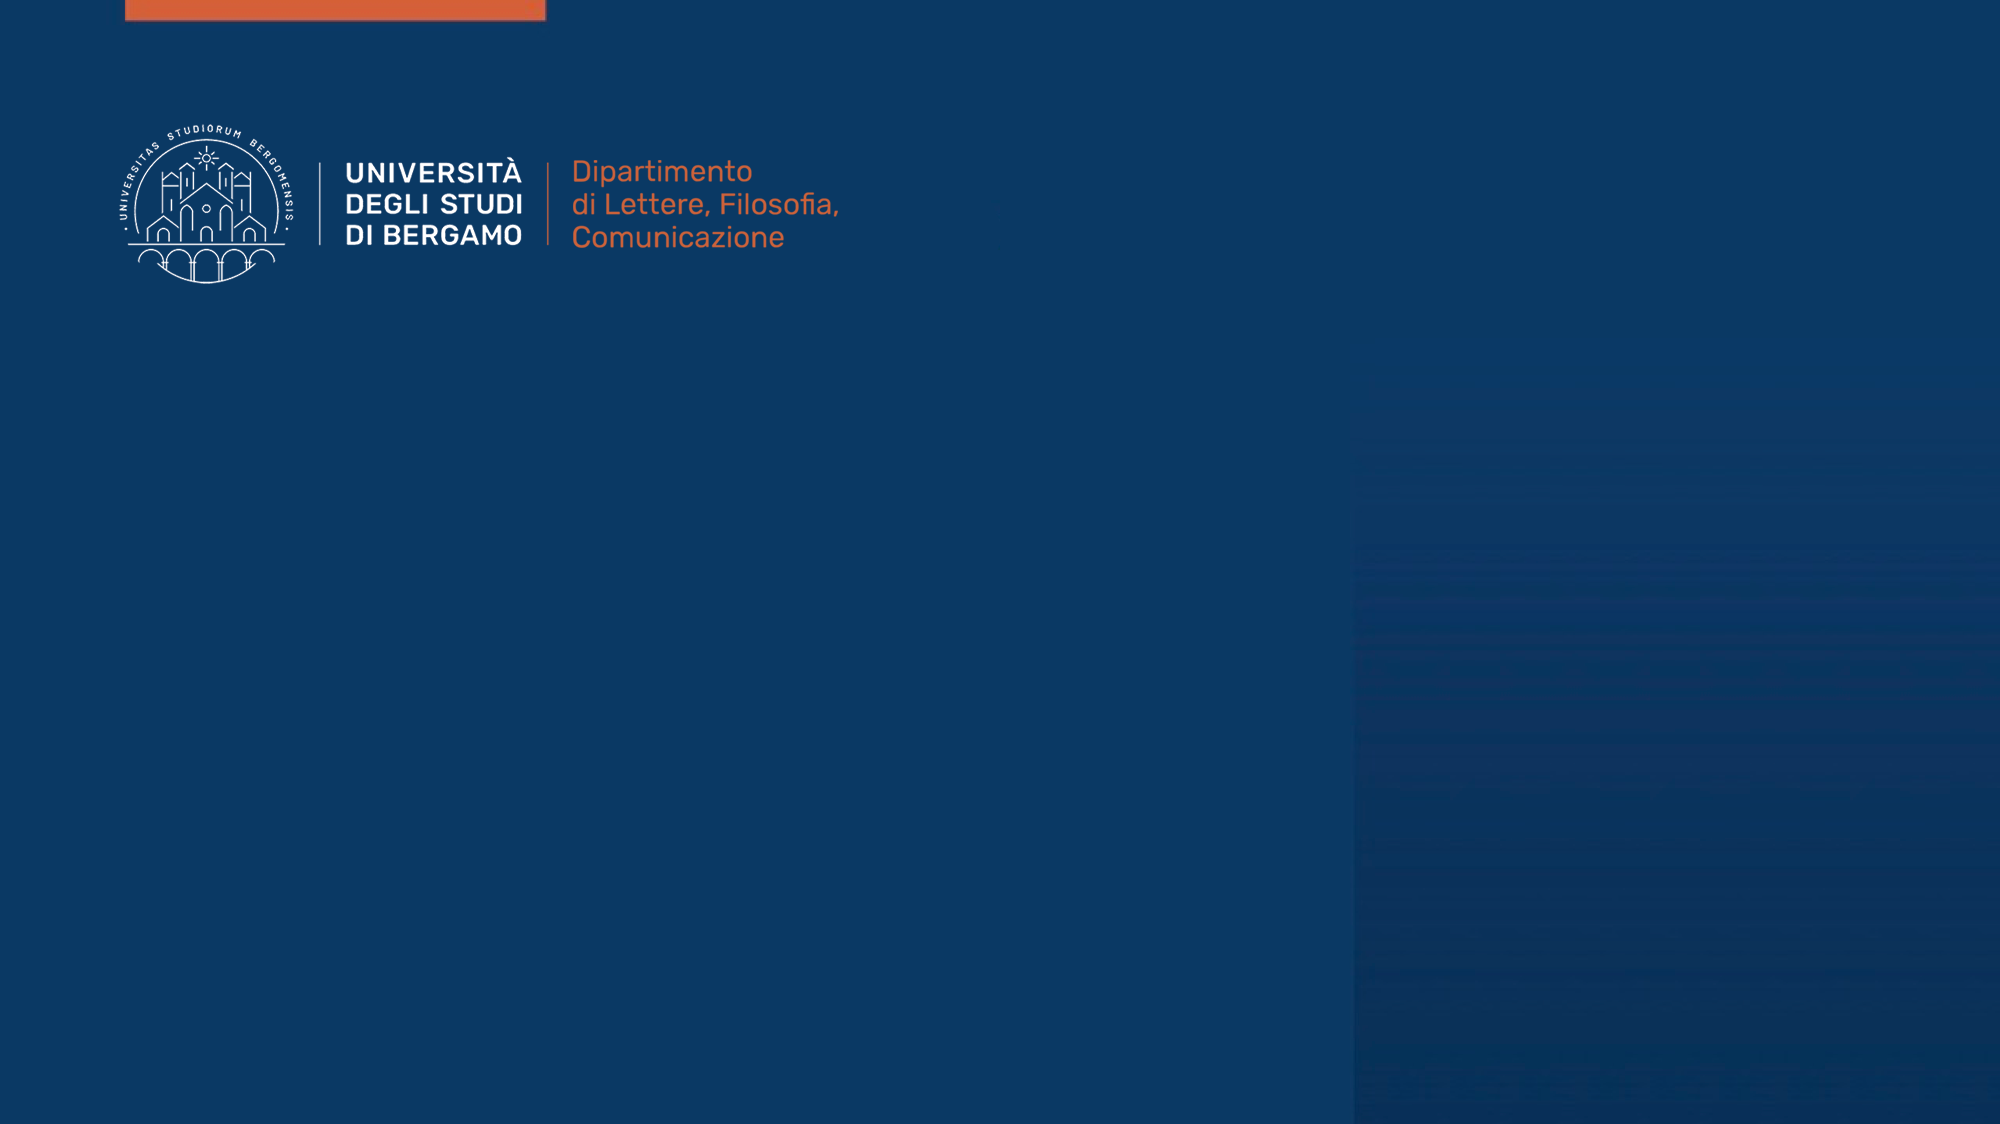 · UNIVERSITAS STUDIORUM BERGOMENSIS ·
UNIVERSITÀ
DEGLI STUDI
DI BERGAMO
Dipartimento
di Lettere, Filosofia,
Comunicazione